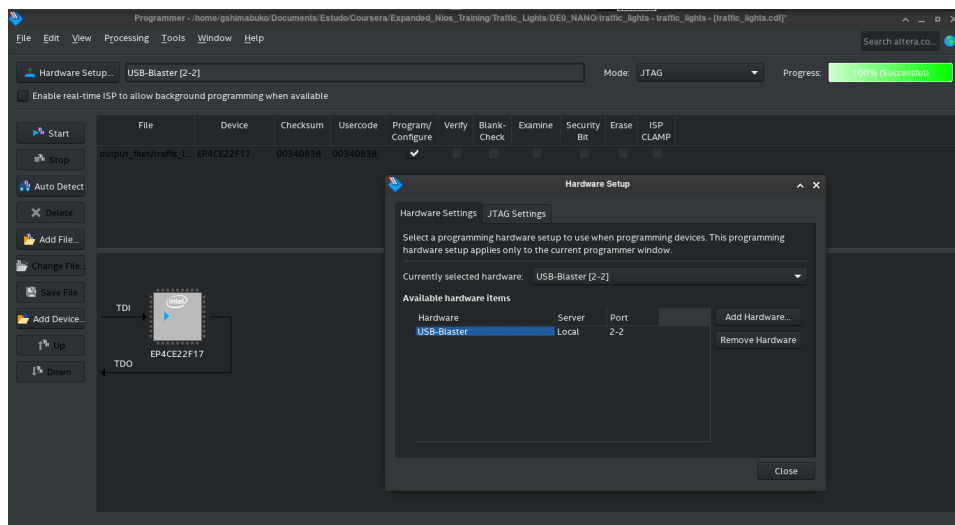 Programmer - /home/gshimabuko/Documents/Estudo/Coursera/Expanded_Nios_Training/Traffic_Lights/DE0_NANO/traffic_lights - traffic_lights - [traffic_lights.cdf]*
File Edit View Processing Tools Window Help
Search altera.co...
Hardware Setup... USB-Blaster [2-2] Mode: JTAG Progress: 100% (Successful)
Enable real-time ISP to allow background programming when available
Start
Stop
Auto Detect
Delete
Add File...
Change File..
Save File
Add Device...
Up
Down
File Device Checksum Usercode Program/ Verify Blank- Examine Security Erase ISP
Configure Check Bit CLAMP
output_files/traffic_l... EP4CE22F17 00340838 00340838
TDI
intel
EP4CE22F17
TDO
Hardware Setup
Hardware Settings JTAG Settings
Select a programming hardware setup to use when programming devices. This programming
hardware setup applies only to the current programmer window.
Currently selected hardware: USB-Blaster [2-2]
Available hardware items
Hardware Server Port
USB-Blaster Local 2-2
Add Hardware...
Remove Hardware
Close